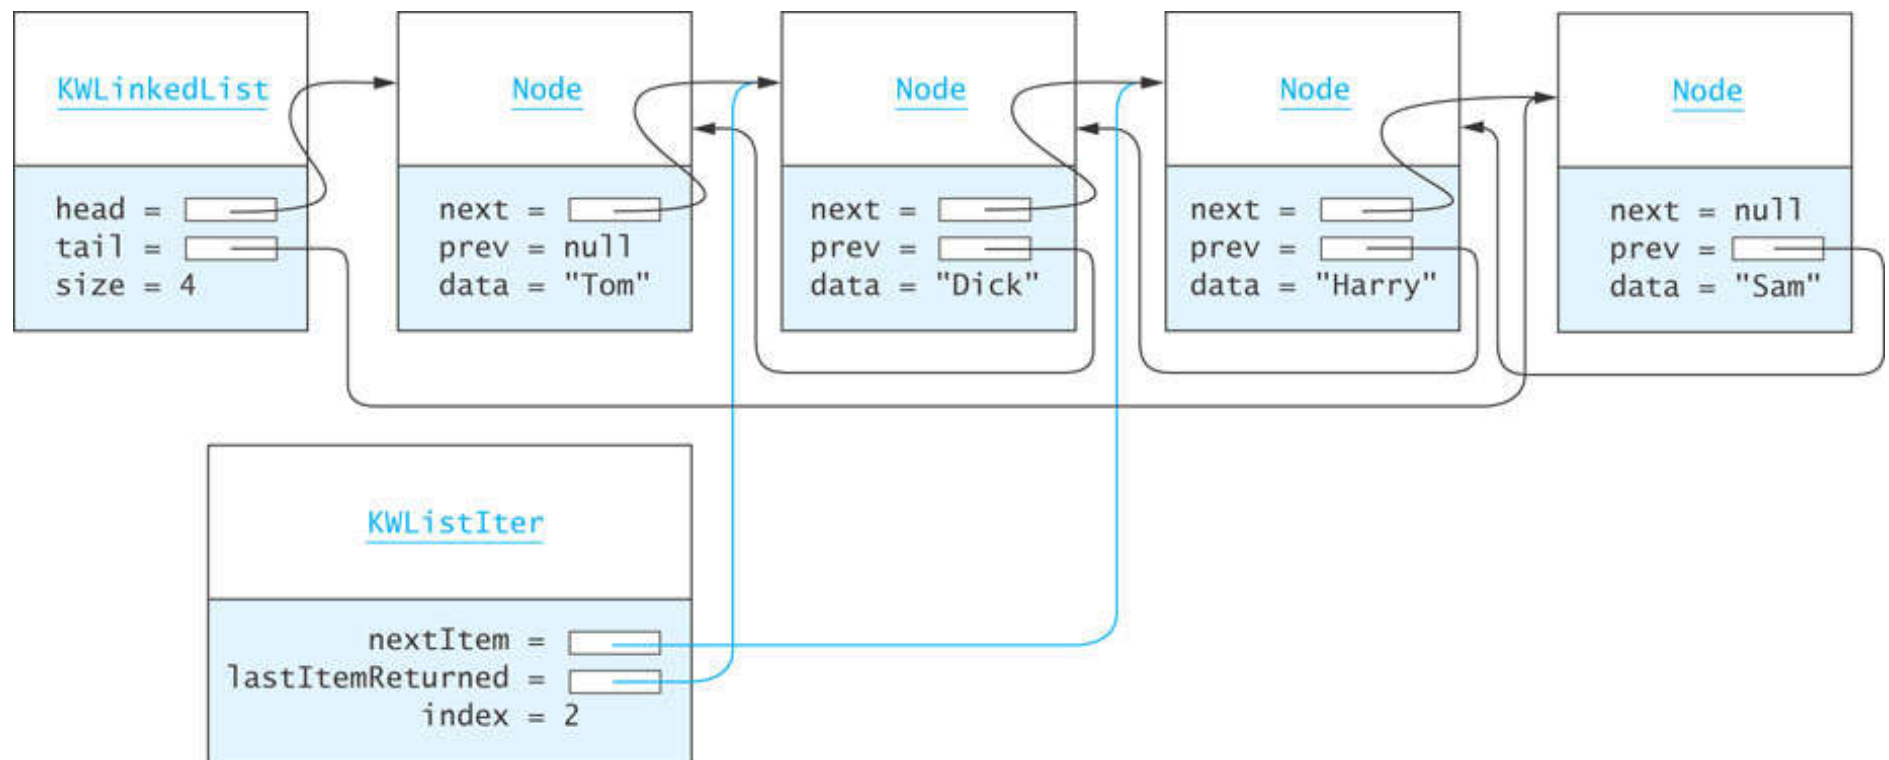 KWLinkedList
head =
tail =
size = 4
Node
next =
prev = null
data = "Tom"
Node
next =
prev =
data = "Dick"
Node
next =
prev =
data = "Harry"
Node
next = null
prev =
data = "Sam"
KWListIter
nextItem =
lastItemReturned =
index = 2